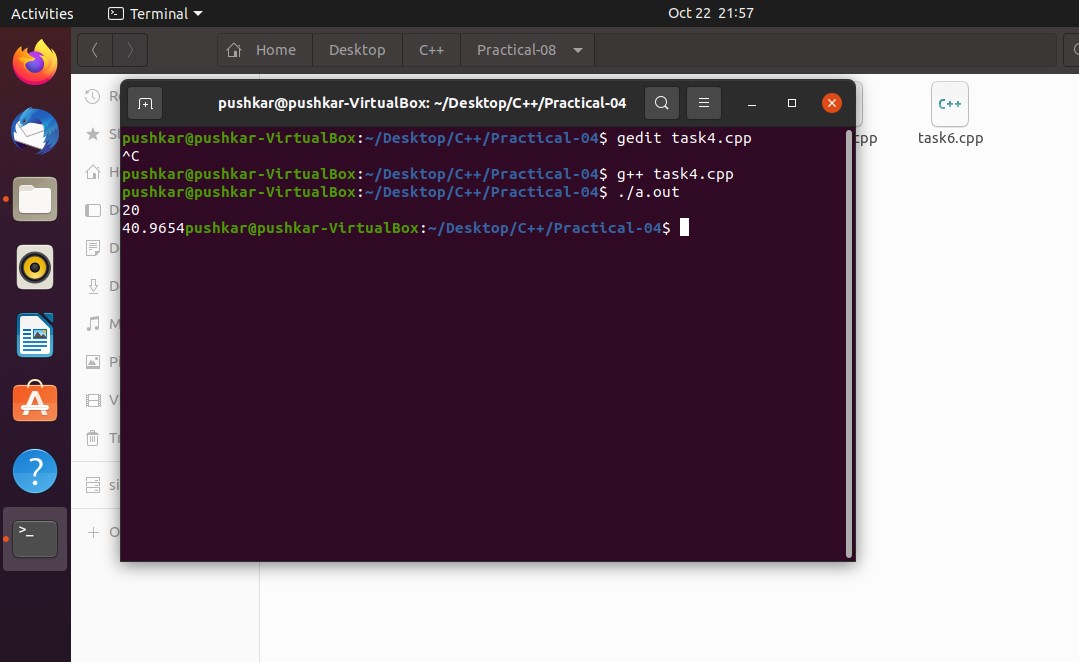 Activities
Terminal
Oct 22 21:57
Home
Desktop
C++
Practical-08
pushkar@pushkar-VirtualBox: ~/Desktop/C++/Practical-04
pushkar@pushkar-VirtualBox:~/Desktop/C++/Practical-04$ gedit task4.cpp
^C
pushkar@pushkar-VirtualBox:~/Desktop/C++/Practical-04$ g++ task4.cpp
pushkar@pushkar-VirtualBox:~/Desktop/C++/Practical-04$ ./a.out
20
40.9654pushkar@pushkar-VirtualBox:~/Desktop/C++/Practical-04$
C++
task6.cpp